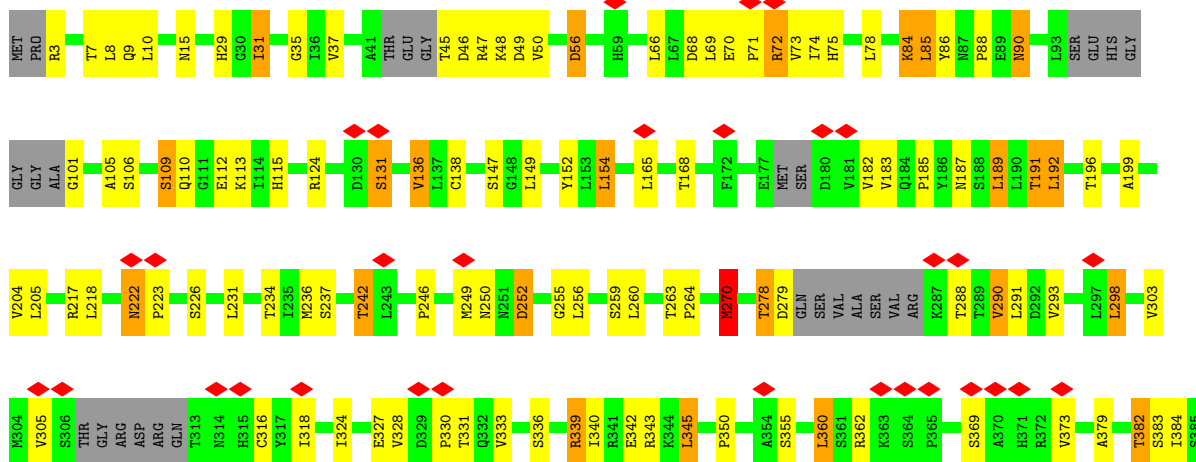 MET PRO R3 T7 L8 Q9 L10 N15 H29 G30 I31 G35 I36 V37 A41 THR GLU GLY T45 D46 R47 K48 D49 V50 D56 H59 L66 L67 D68 L69 E70 P71 R72 V73 I74 H75 L78 K84 L85 Y86 N87 P88 E89 N90 L93 SER GLU HIS GLY
GLY GLY ALA G101 A105 S106 S109 Q110 G111 E112 K113 I114 H115 R124 D130 S131 V136 L137 C138 S147 G148 L149 Y152 L153 L154 L165 T168 F172 E177 MET SER D180 V181 V182 V183 Q184 P185 Y186 N187 S188 L189 L190 T191 L192 T196 A199
V204 L205 R217 L218 N222 P223 S226 L231 T234 I235 M236 S237 T242 L243 P246 M249 N250 N251 D252 G255 L256 S259 L260 T263 P264 M270 T278 D279 GLN SER VAL ALA SER VAL ARG K287 T288 T289 V290 L291 D292 V293 L297 L298 V303
M304 V305 S306 THR GLY ARG ASP ARG GLN T313 N314 H315 C316 Y317 I318 I324 E327 V328 D329 P330 T331 Q332 V333 S336 R339 I340 R341 E342 R343 K344 L345 P350 A354 S355 L360 S361 R362 K363 S364 P365 S369 A370 H371 R372 V373 A379 T382 S383 I384 S385